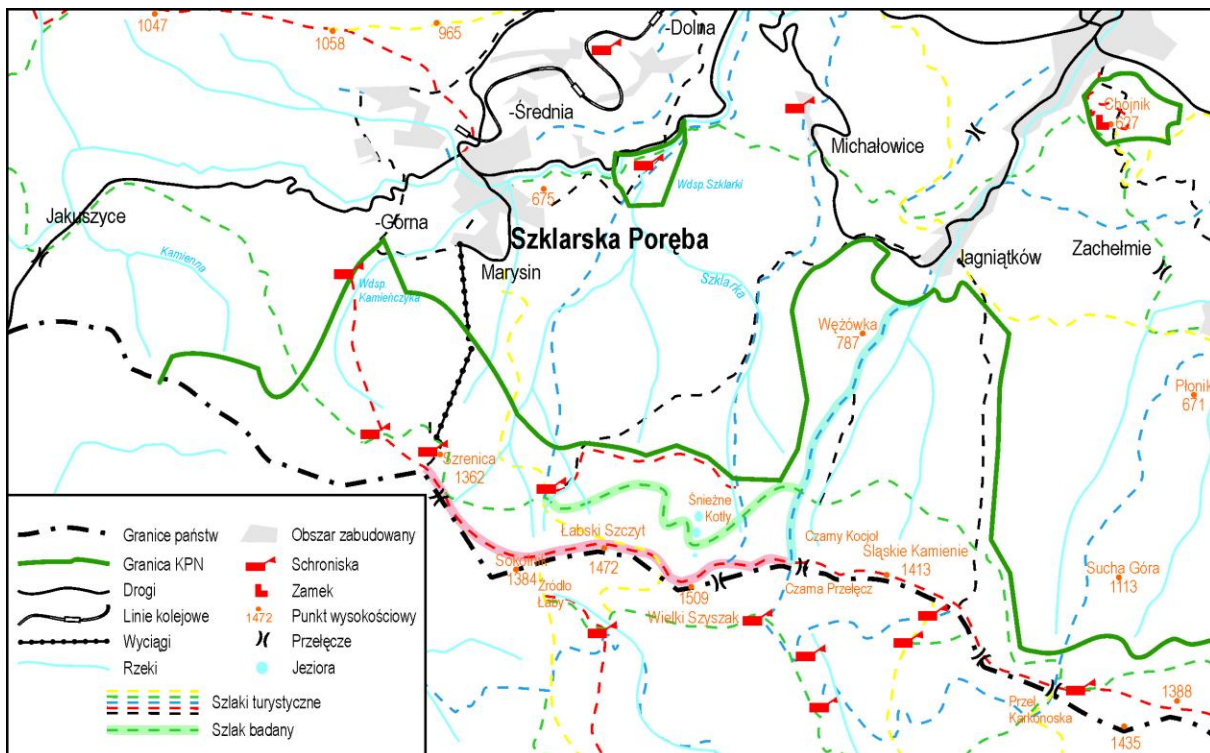 1047
1058
965
-Dolna
-Średnia
Chojnik
627
Michałowice
675
Wdsp. Szklarki
Jakuszyce
-Górna
Szklarska Poręba
Zachełmie
Jagniątków
Kamienna
Marysin
Wdsp.
Kamieńczyka
Szklarka
Wężówka
787
Płonik
671
Szrenica
1362
Śnieżne
Kotły
Łabski Szczyt
1472
Czarny Kocioł
Śląskie Kamienie
1413
Sokolnik
1384
Źródło
Łaby
1509
Wielki Szyszak
Czarna Przełęcz
Sucha Góra
1113
Przeł.
Karkonoska
1388
1435
Granice państw
Granica KPN
Drogi
Linie kolejowe
Wyciągi
Rzeki
Obszar zabudowany
Schroniska
Zamek
1472
Punkt wysokościowy
Przełęcze
Jeziora
Szlaki turystyczne
Szlak badany